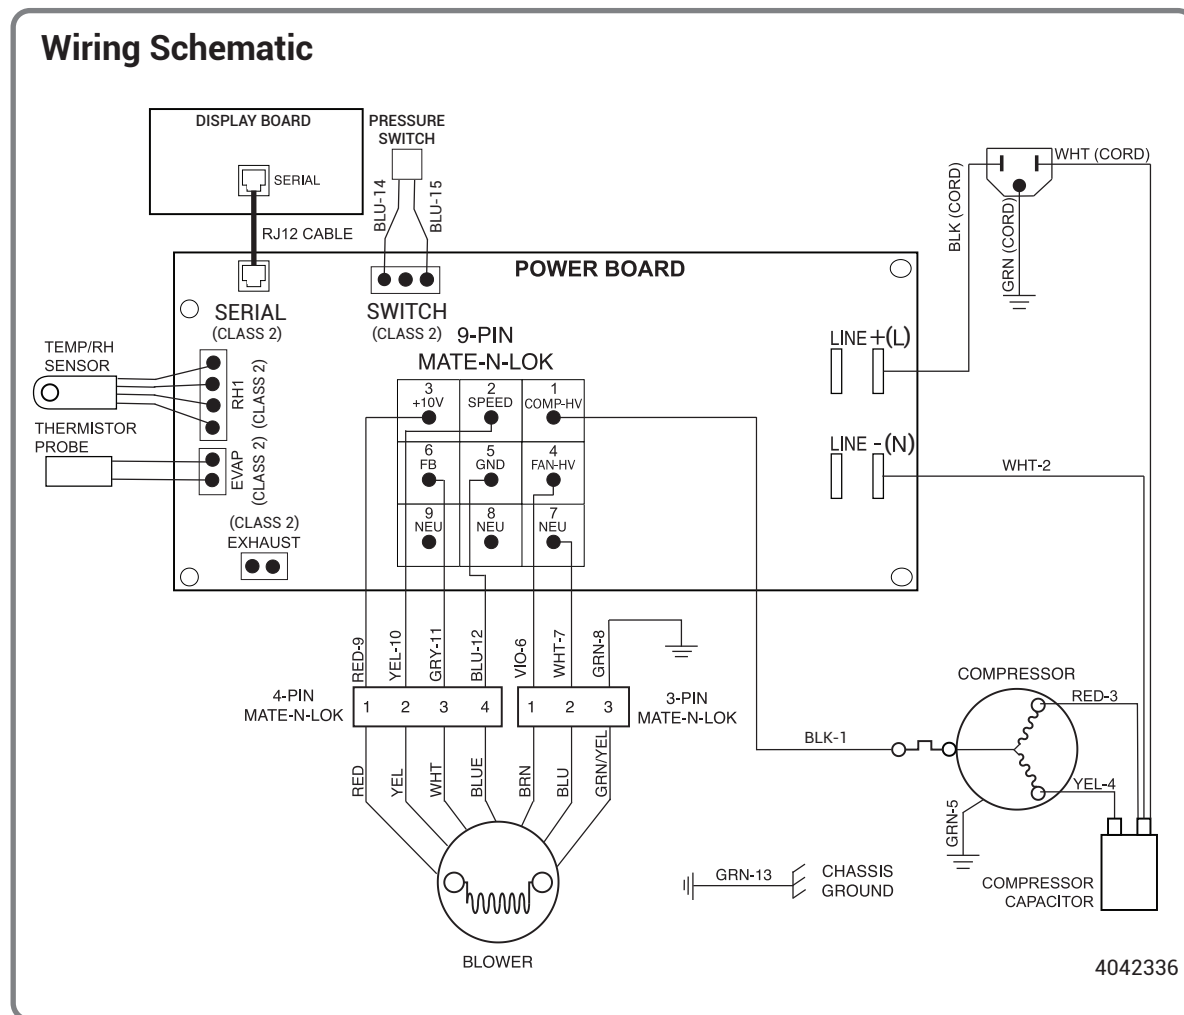 Wiring Schematic
DISPLAY BOARD
SERIAL
RJ12 CABLE
PRESSURE
SWITCH
BLU-14
BLU-15
BLK (CORD)
GRN (CORD)
WHT (CORD)
POWER BOARD
SERIAL
(CLASS 2)
SWITCH
(CLASS 2)
TEMP/RH
SENSOR
RH1
(CLASS 2)
THERMISTOR
PROBE
EVAP
(CLASS 2)
(CLASS 2)
EXHAUST
9-PIN
MATE-N-LOK
3
+10V
2
SPEED
1
COMP-HV
6
FB
5
GND
4
FAN-HV
9
NEU
8
NEU
7
NEU
LINE +(L)
LINE -(N)
WHT-2
RED-9
YEL-10
GRY-11
BLU-12
VIO-6
WHT-7
GRN-8
4-PIN
MATE-N-LOK
1 2 3 4
1 2 3
3-PIN
MATE-N-LOK
RED
YEL
WHT
BLUE
BRN
BLU
GRN/YEL
BLOWER
COMPRESSOR
RED-3
BLK-1
YEL-4
GRN-5
GRN-13
CHASSIS
GROUND
COMPRESSOR
CAPACITOR
4042336